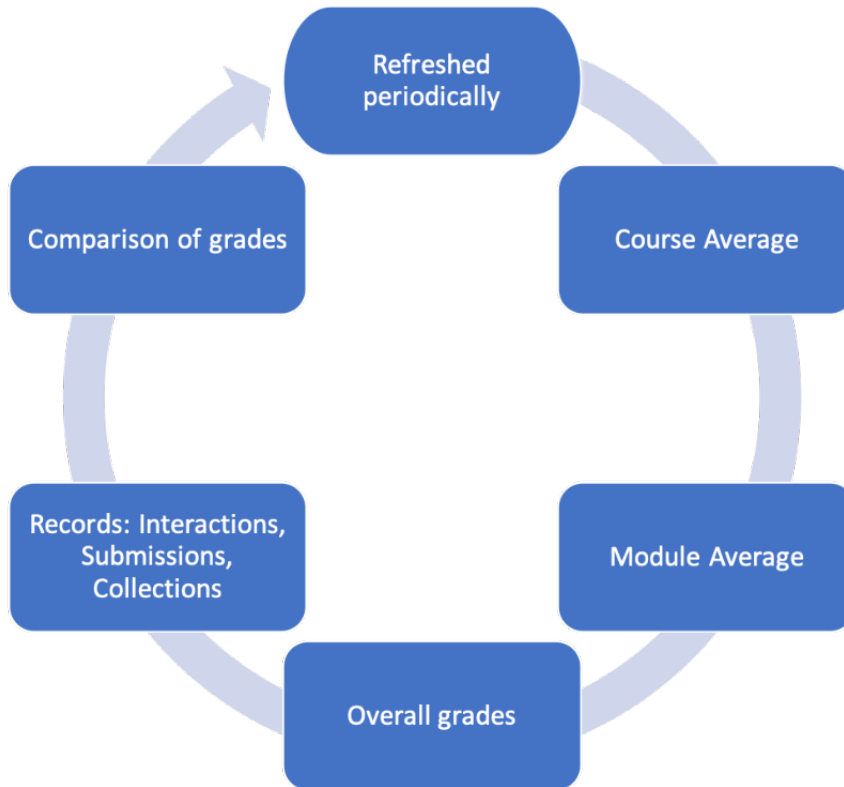 Refreshed
periodically
Course Average
Module Average
Overall grades
Records: Interactions,
Submissions,
Collections
Comparison of grades